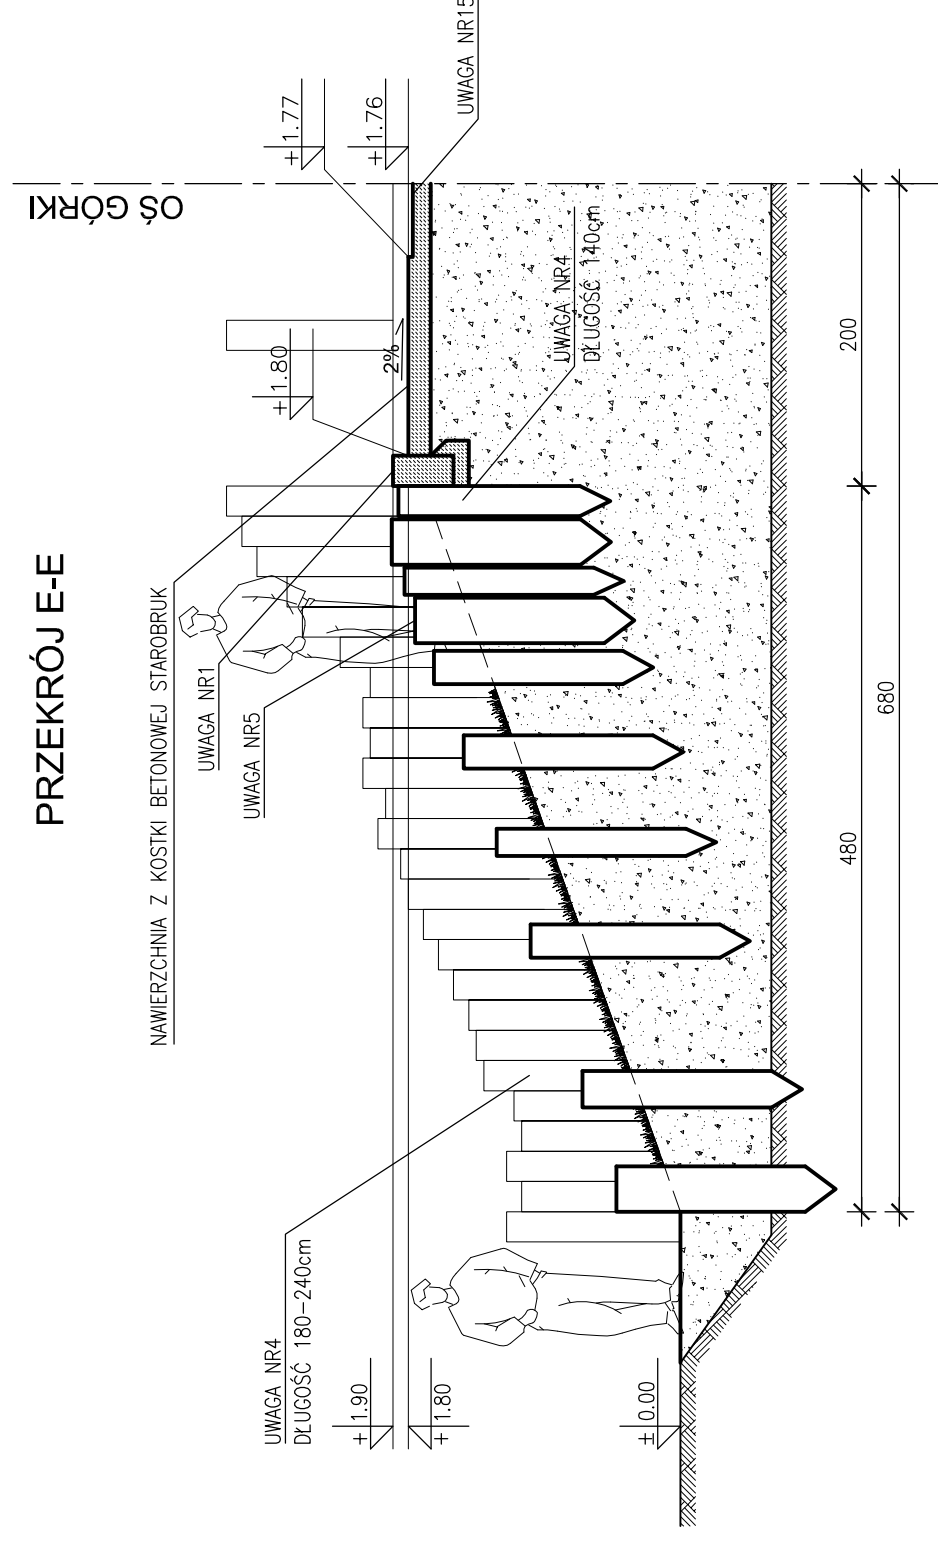 PRZEKRÓJ E-E
OŚ GÓRKI
NAWIERZCHNIA Z KOSTKI BETONOWEJ STAROBRUK
UWAGA NR1
UWAGA NR5
UWAGA NR4
DŁUGOŚĆ 180-240cm
+1.90
+1.80
±0.00
+1.80
2%
+1.77
+1.76
UWAGA NR15
UWAGA NR4
DŁUGOŚĆ 140cm
480
200
680